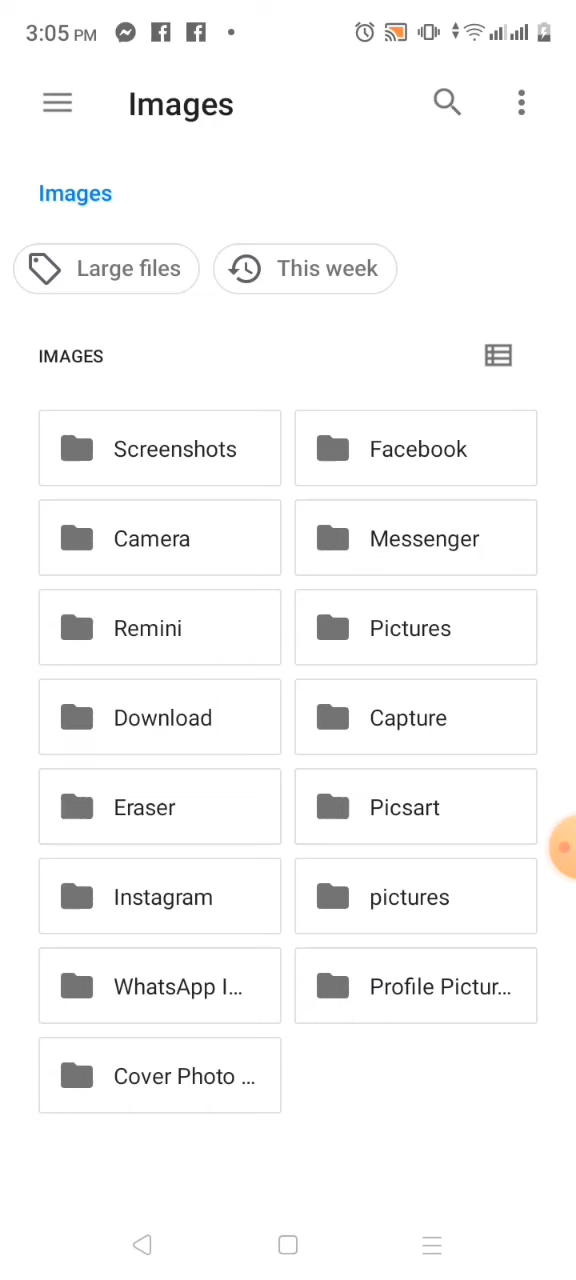 3:05 PM
Images
Images
Large files
This week
IMAGES
Screenshots
Facebook
Camera
Messenger
Remini
Pictures
Download
Capture
Eraser
Picsart
Instagram
pictures
WhatsApp I...
Profile Pictur...
Cover Photo ...